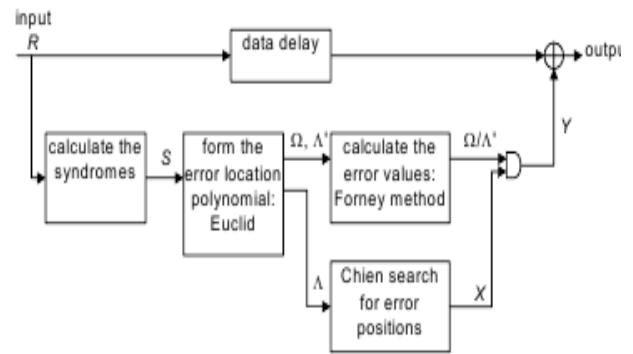 input
R
data delay
outpu
calculate the
syndromes
S
form the
error location
polynomial:
Euclid
Ω, Λ'
calculate the
error values:
Forney method
Ω/Λ'
Y
Λ
Chien search
for error
positions
X